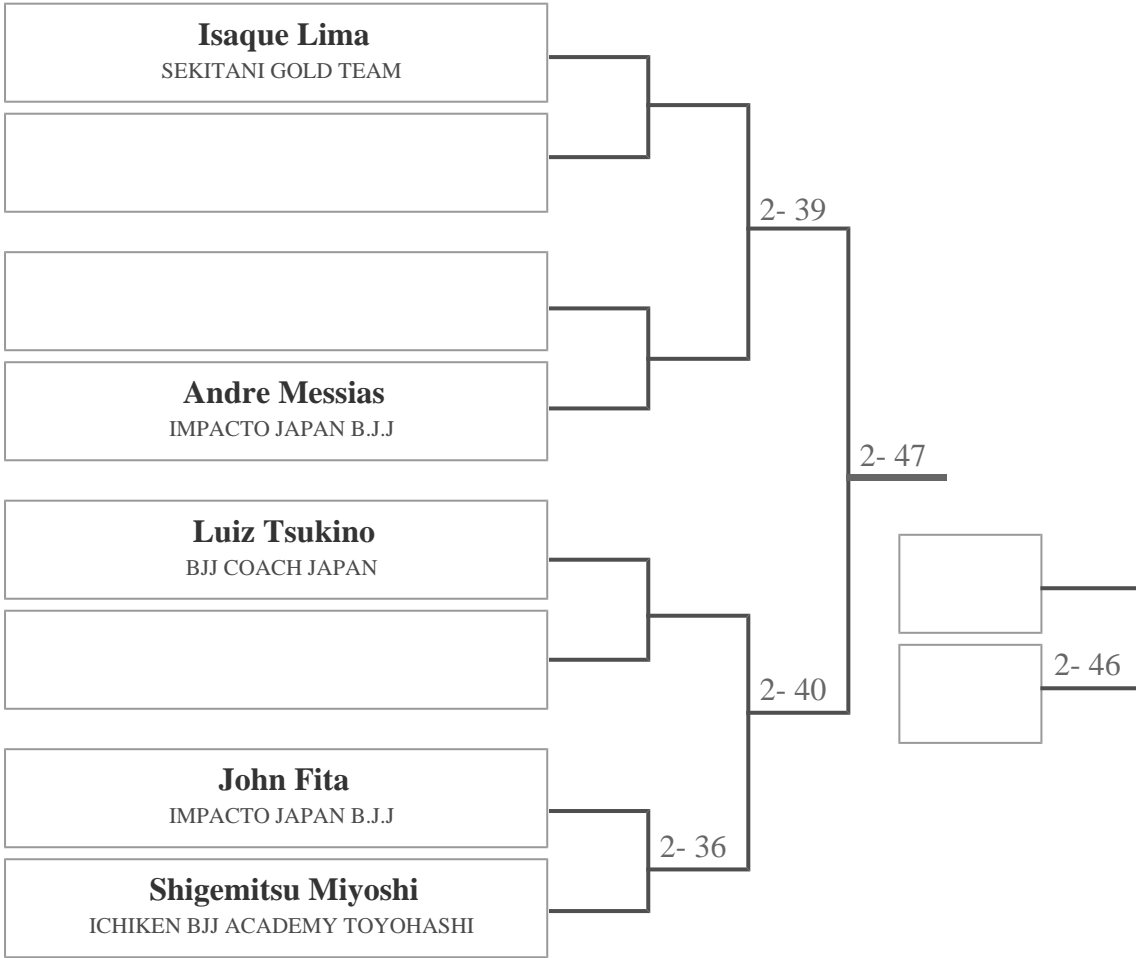 Isaque Lima
SEKITANI GOLD TEAM
2- 39
Andre Messias
IMPACTO JAPAN B.J.J
2- 47
Luiz Tsukino
BJJ COACH JAPAN
2- 46
2- 40
John Fita
IMPACTO JAPAN B.J.J
2- 36
Shigemitsu Miyoshi
ICHIKEN BJJ ACADEMY TOYOHASHI